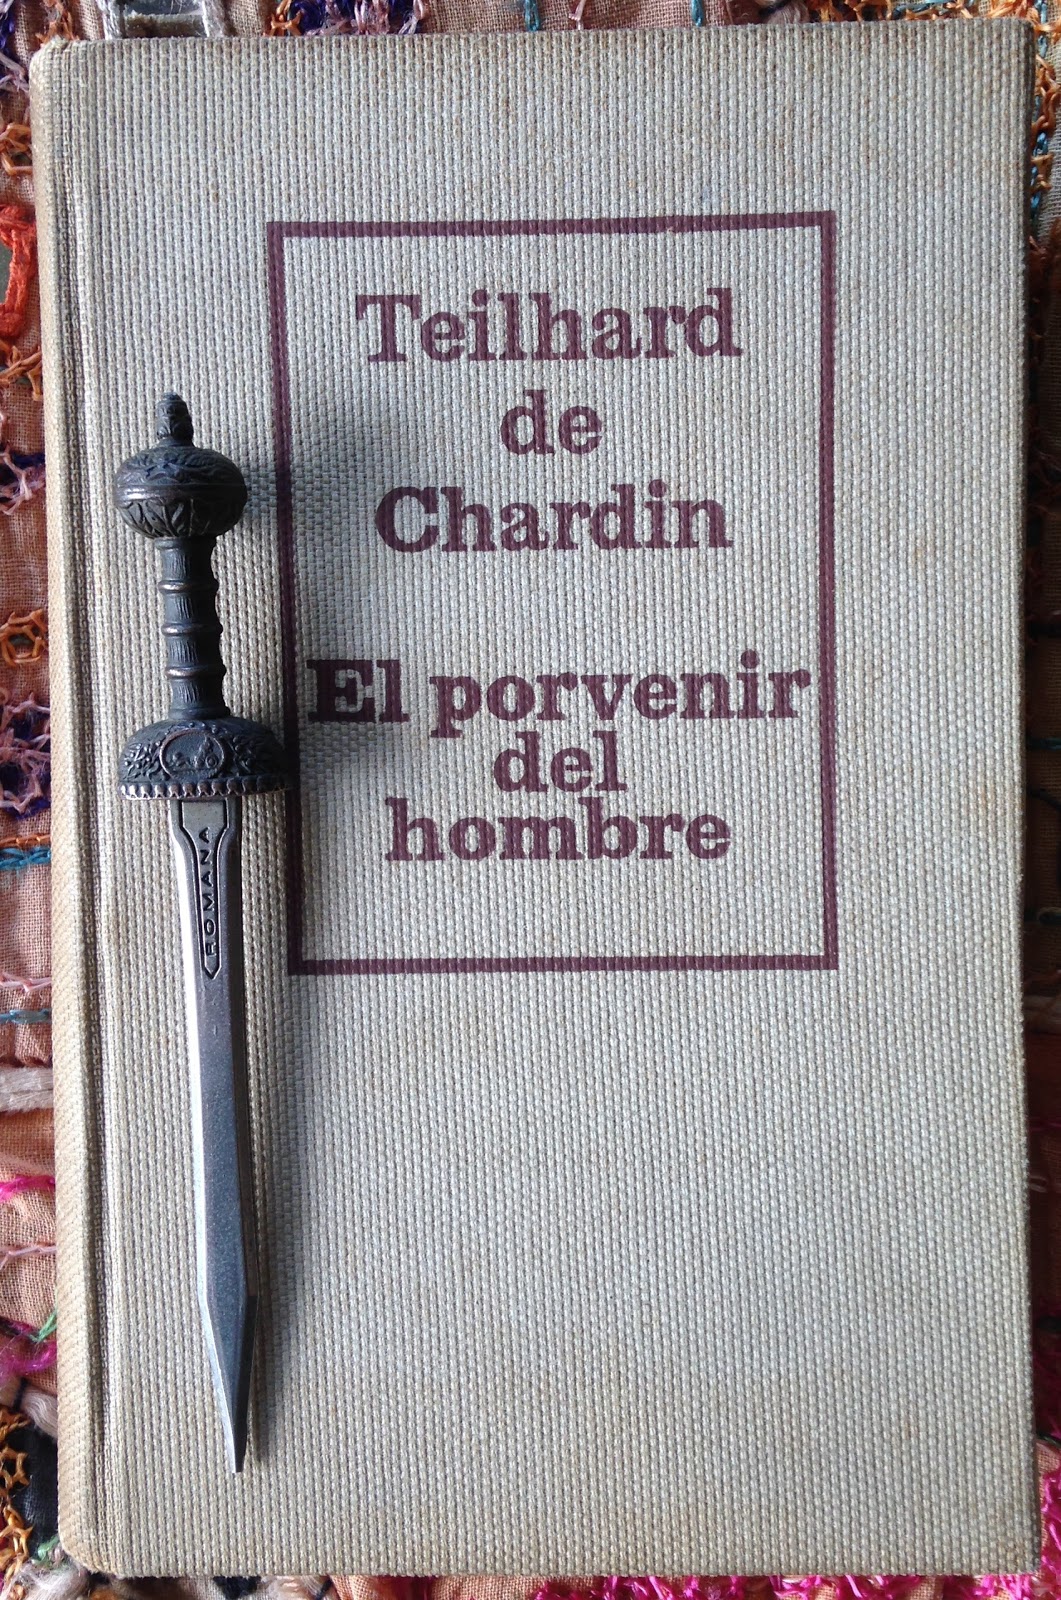 Teilhard
de
Chardin
El porvenir
del
hombre
ROMANA